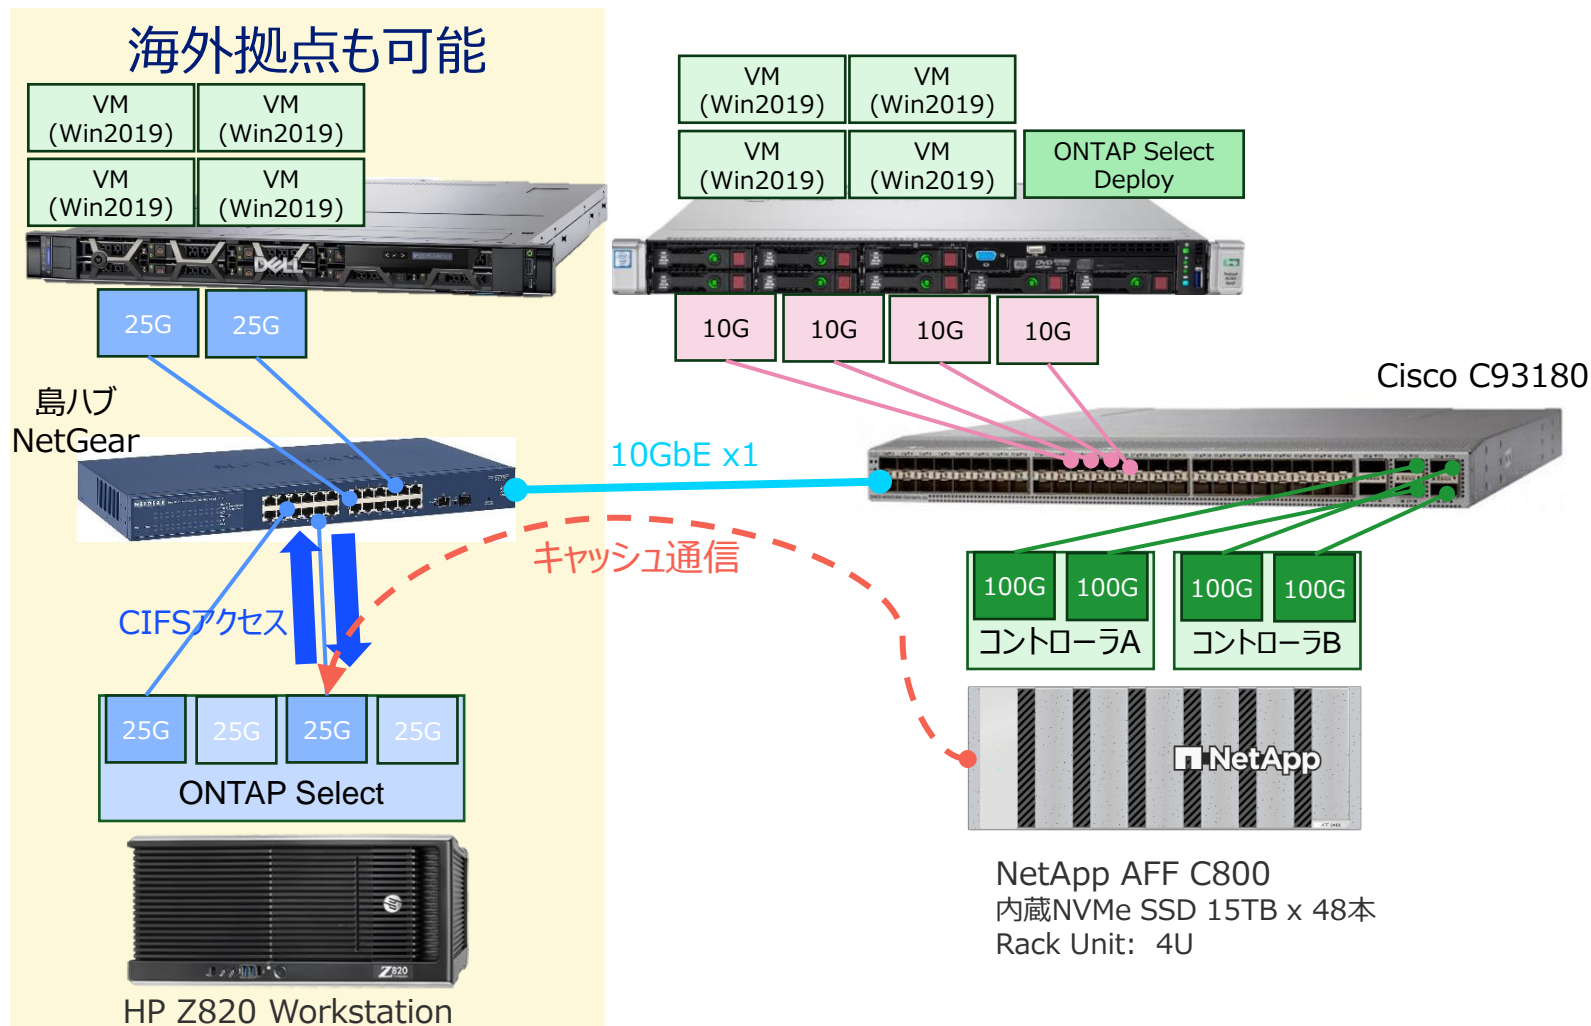 海外拠点も可能
VM
(Win2019)
VM
(Win2019)
VM
(Win2019)
VM
(Win2019)
DELL
25G
25G
島ハブ
NetGear
NETGEAR
CIFSアクセス
25G
25G
25G
25G
ONTAP Select
hp
Z820
HP Z820 Workstation
VM
(Win2019)
VM
(Win2019)
VM
(Win2019)
VM
(Win2019)
ONTAP Select
Deploy
10G
10G
10G
10G
10GbE x1
キャッシュ通信
Cisco C93180
100G
100G
コントローラA
100G
100G
コントローラB
NetApp
NetApp AFF C800
内蔵NVMe SSD 15TB x 48本
Rack Unit: 4U